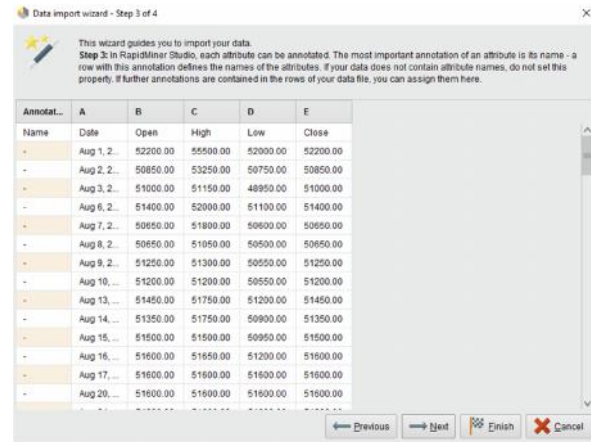 Data import wizard - Step 3 of 4
This wizard guides you to import your data.
Step 3: In RapidMiner Studio, each attribute can be annotated. The most important annotation of an attribute is its name - a
row with this annotation defines the names of the attributes. If your data does not contain attribute names, do not set this
property. If further annotations are contained in the rows of your data file, you can assign them here.
Annotat... A B C D E
Name Date Open High Low Close
- Aug 1, 2... 52200.00 55500.00 52000.00 52200.00
- Aug 2, 2... 50850.00 53250.00 50750.00 50850.00
- Aug 3, 2... 51000.00 51150.00 48950.00 51000.00
- Aug 6, 2... 51400.00 52000.00 51100.00 51400.00
- Aug 7, 2... 50650.00 51800.00 50600.00 50650.00
- Aug 8, 2... 50650.00 51050.00 50500.00 50650.00
- Aug 9, 2... 51250.00 51300.00 50550.00 51250.00
- Aug 10, ... 51200.00 51200.00 50550.00 51200.00
- Aug 13, ... 51450.00 51750.00 51200.00 51450.00
- Aug 14, ... 51350.00 51750.00 50900.00 51350.00
- Aug 15, ... 51500.00 51500.00 50950.00 51500.00
- Aug 16, ... 51600.00 51650.00 51200.00 51600.00
- Aug 17, ... 51600.00 51600.00 51600.00 51600.00
- Aug 20, ... 51600.00 51600.00 51600.00 51600.00
Previous Next Finish Cancel